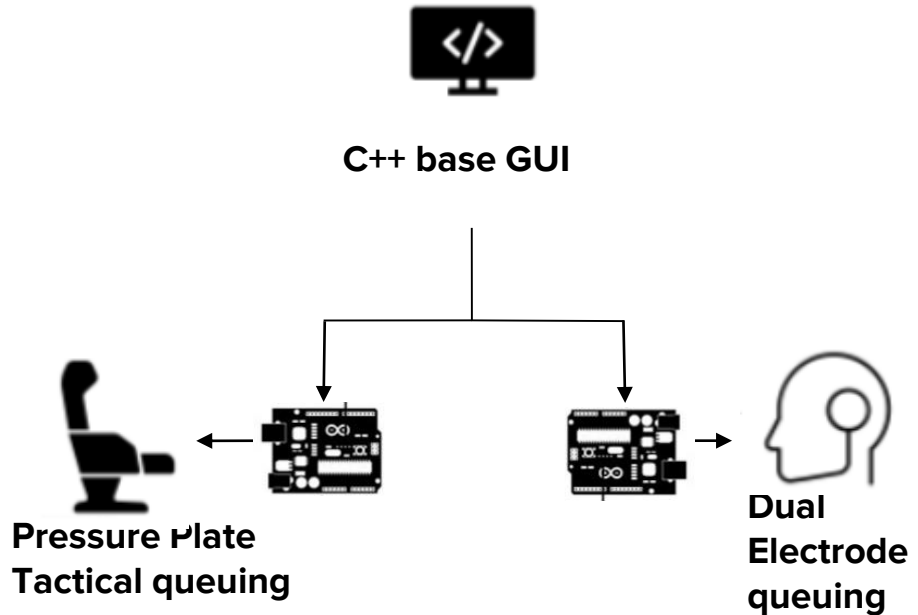 </>
C++ base GUI
Pressure Plate
Tactical queuing
Dual
Electrode
queuing